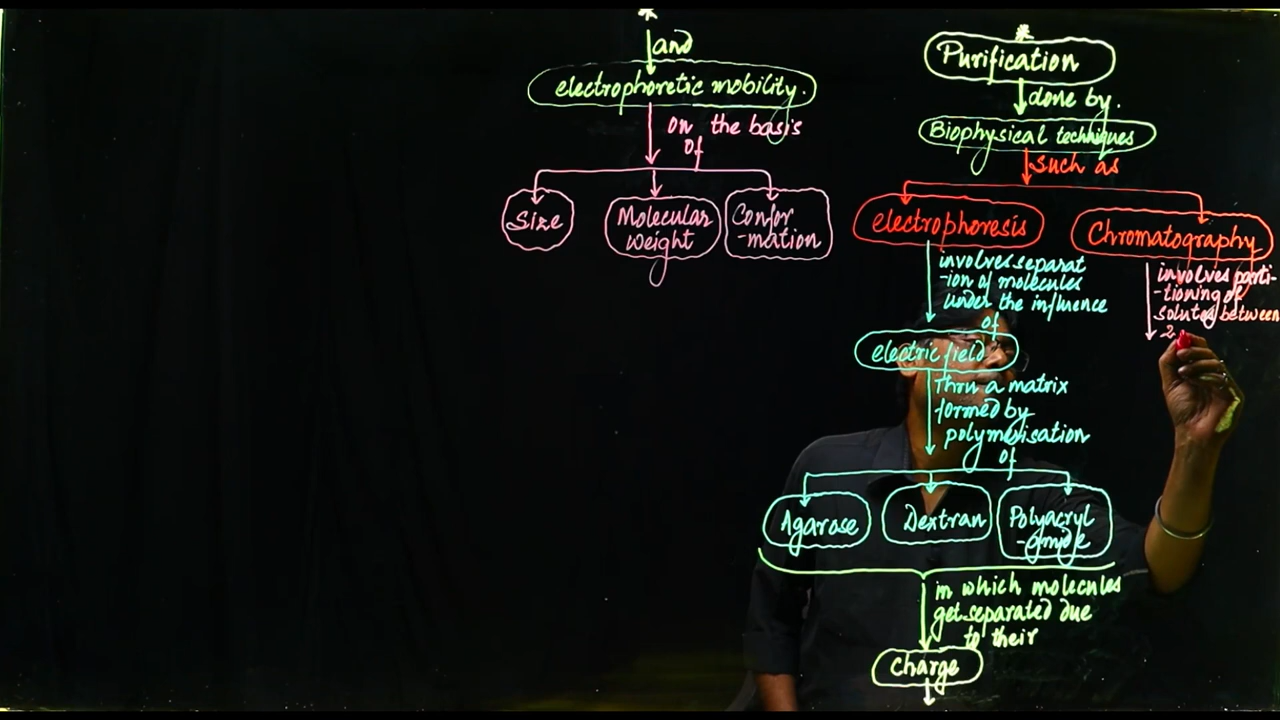 *
and
electrophoretic mobility.
on the basis
of
Size
Molecular
weight
Confor
-mation
*
Purification
done by.
Biophysical techniques
such as
electrophoresis
Chromatography
involves separat
-ion of molecules
under the influence
of
electric field
Thru a matrix
formed by
polymerisation
of
Agarose
Dextran
Polyacryl
-amide
in which molecules
get separated due
to their
Charge
involves parti-
-tioning of
solutes between
2